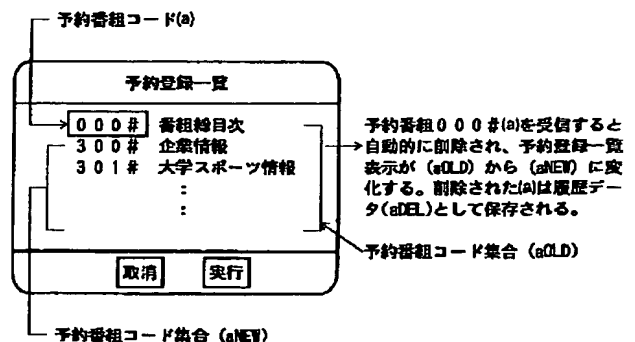 予約番組コード(a)
予約登録一覧
000# 番組総目次
300# 企業情報
301# 大学スポーツ情報
:
:
取消 実行
予約番組000#(a)を受信すると
自動的に削除され、予約登録一覧
表示が (aOLD) から (aNEW) に変
化する。削除された(a)は履歴デー
タ(aDEL)として保存される。
予約番組コード集合 (aOLD)
予約番組コード集合 (aNEW)